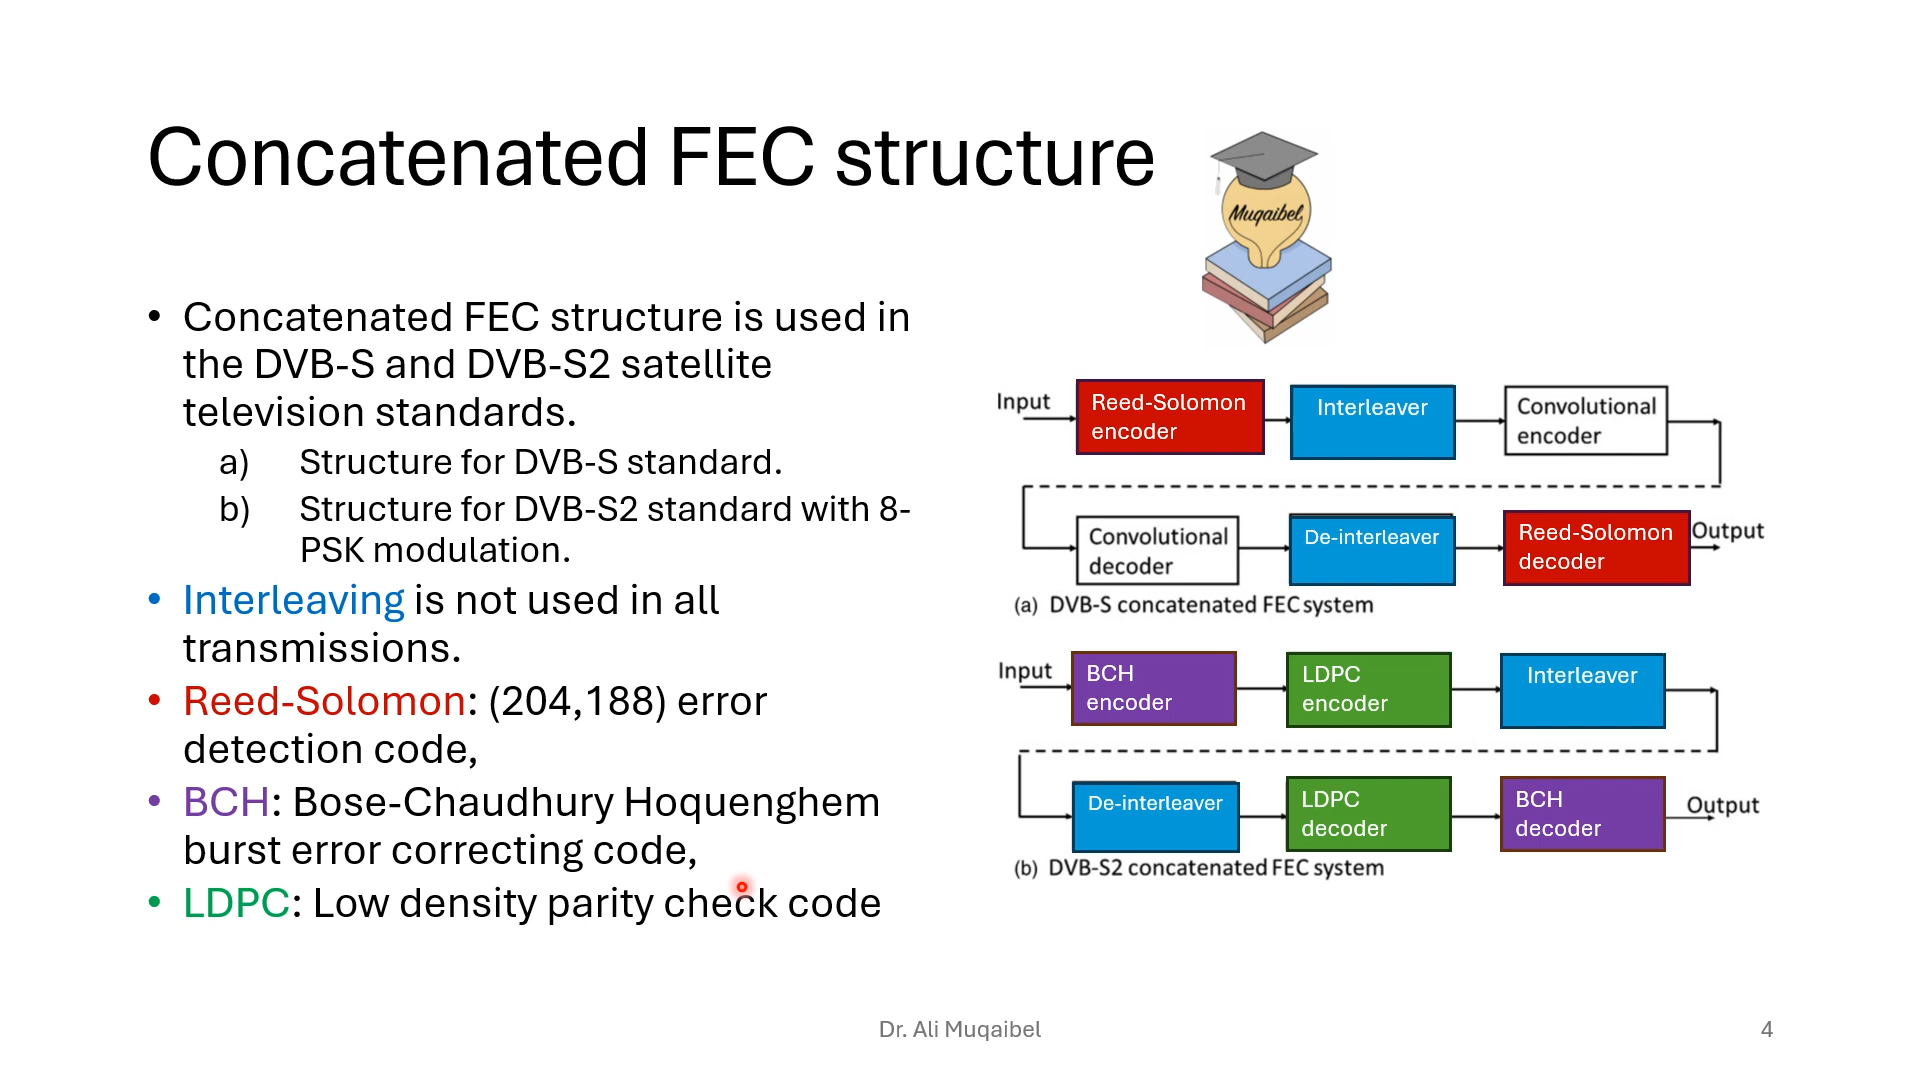 Concatenated FEC structure
Muqaibel
• Concatenated FEC structure is used in
the DVB-S and DVB-S2 satellite
television standards.
a) Structure for DVB-S standard.
b) Structure for DVB-S2 standard with 8-
PSK modulation.
• Interleaving is not used in all
transmissions.
• Reed-Solomon: (204,188) error
detection code,
• BCH: Bose-Chaudhury Hoquenghem
burst error correcting code,
• LDPC: Low density parity check code
Input
Reed-Solomon
encoder
Interleaver
Convolutional
encoder
Convolutional
decoder
De-interleaver
Reed-Solomon
decoder
Output
(a) DVB-S concatenated FEC system
Input
BCH
encoder
LDPC
encoder
Interleaver
De-interleaver
LDPC
decoder
BCH
decoder
Output
(b) DVB-S2 concatenated FEC system
Dr. Ali Muqaibel
4